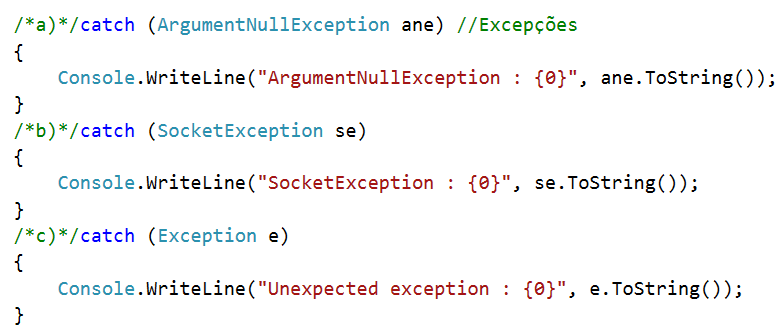 /*a)*/catch (ArgumentNullException ane) //Excepções
{
    Console.WriteLine("ArgumentNullException : {0}", ane.ToString());
}
/*b)*/catch (SocketException se)
{
    Console.WriteLine("SocketException : {0}", se.ToString());
}
/*c)*/catch (Exception e)
{
    Console.WriteLine("Unexpected exception : {0}", e.ToString());
}